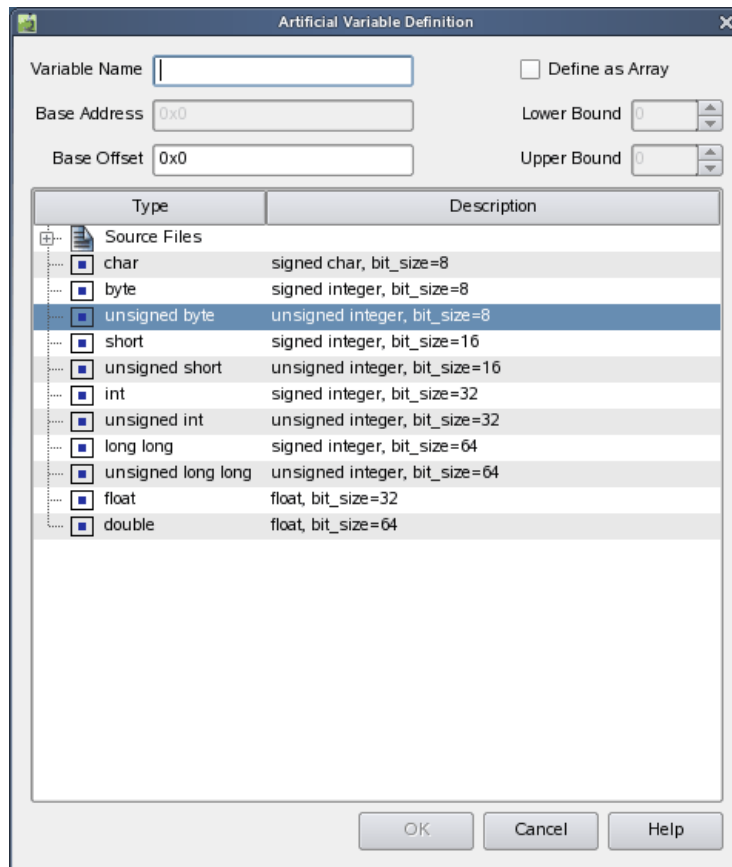 Artificial Variable Definition
Variable Name Define as Array
Base Address 0x0 Lower Bound 0
Base Offset 0x0 Upper Bound 0
Type Description
Source Files
char signed char, bit_size=8
byte signed integer, bit_size=8
unsigned byte unsigned integer, bit_size=8
short signed integer, bit_size=16
unsigned short unsigned integer, bit_size=16
int signed integer, bit_size=32
unsigned int unsigned integer, bit_size=32
long long signed integer, bit_size=64
unsigned long long unsigned integer, bit_size=64
float float, bit_size=32
double float, bit_size=64
OK Cancel Help